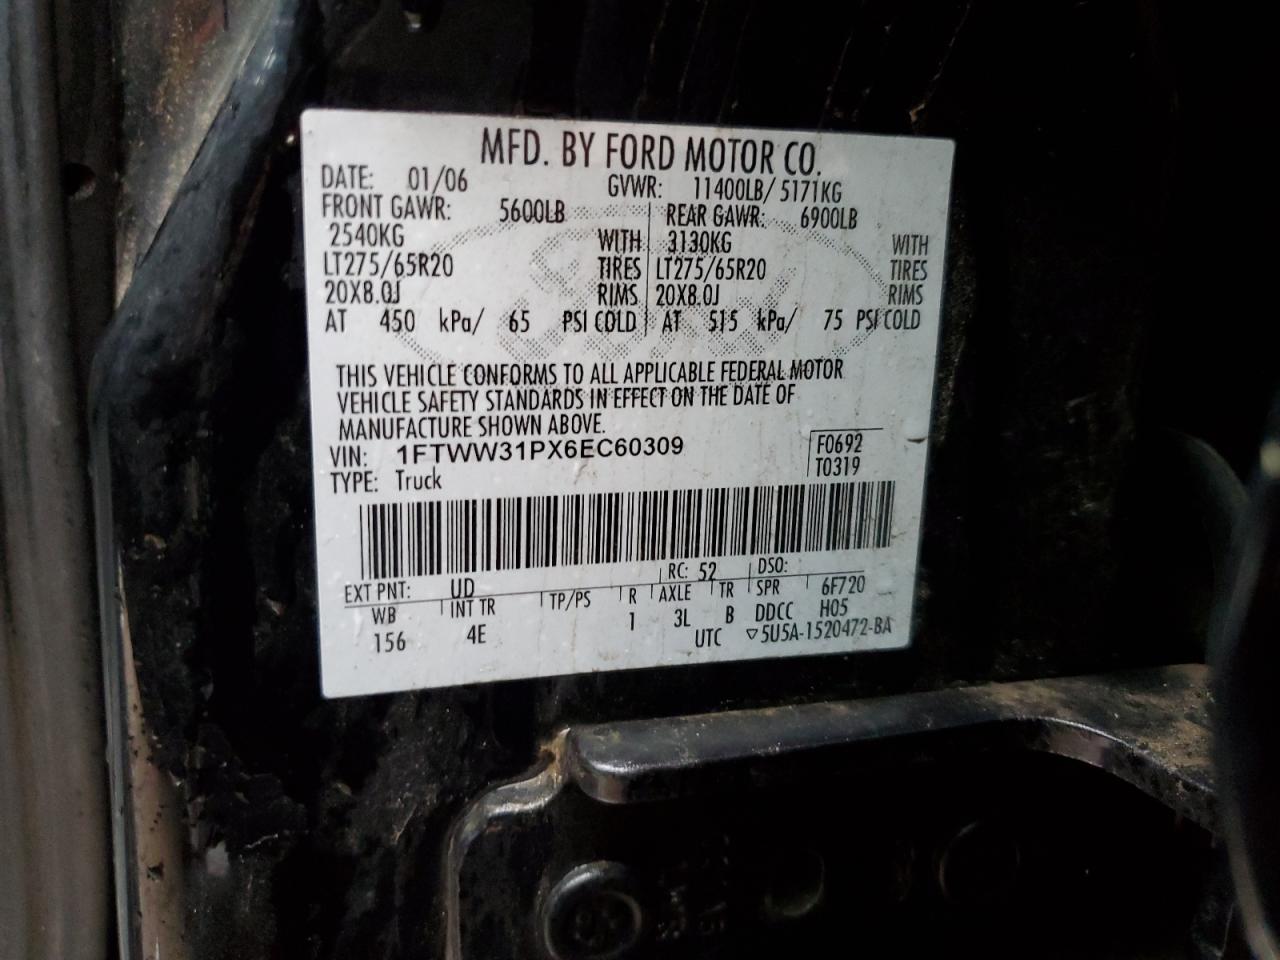 MFD. BY FORD MOTOR CO.
DATE: 01/06 GVWR: 11400LB/ 5171KG
FRONT GAWR: 5600LB REAR GAWR: 6900LB
2540KG WITH 3130KG WITH
LT275/65R20 TIRES LT275/65R20 TIRES
20X8.0J RIMS 20X8.0J RIMS
AT 450 kPa/ 65 PSI COLD AT 515 kPa/ 75 PSI COLD
THIS VEHICLE CONFORMS TO ALL APPLICABLE FEDERAL MOTOR
VEHICLE SAFETY STANDARDS IN EFFECT ON THE DATE OF
MANUFACTURE SHOWN ABOVE.
VIN: 1FTWW31PX6EC60309 F0692
TYPE: Truck T0319
EXT PNT: UD RC: 52 DSO:
WB INT TR TP/PS R AXLE TR SPR 6F720
156 4E 1 3L B DDCC H05
UTC ▽5U5A-1520472-BA